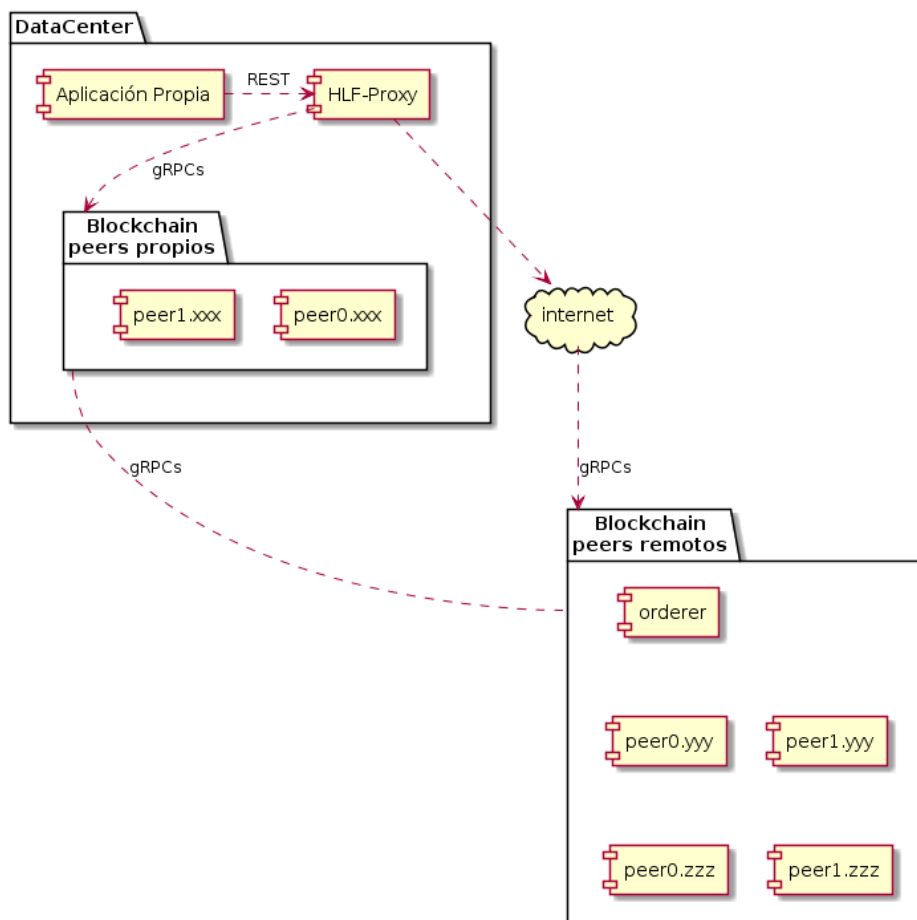 DataCenter
Aplicación Propia
REST
HLF-Proxy
gRPCs
Blockchain
peers propios
peer1.xxx
peer0.xxx
internet
gRPCs
gRPCs
Blockchain
peers remotos
orderer
peer0.yyy
peer1.yyy
peer0.zzz
peer1.zzz